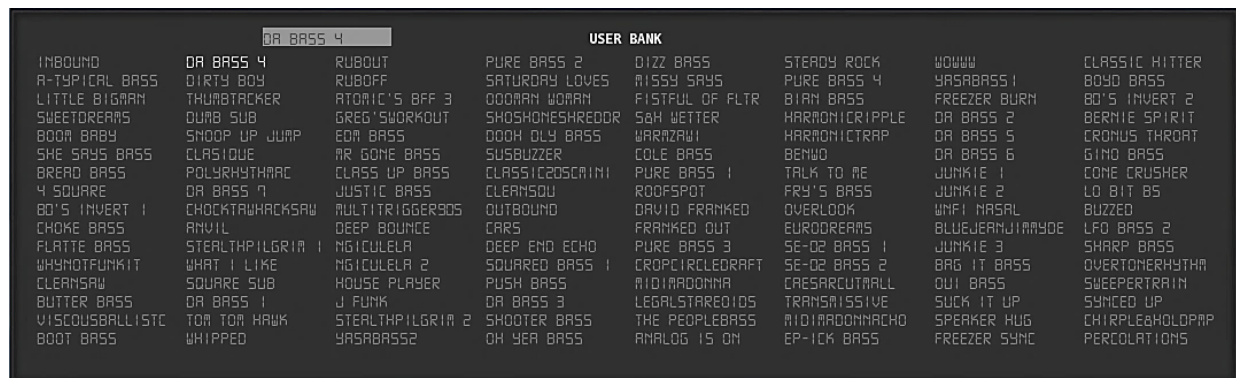 DA BASS 4 USER BANK
INBOUND DA BASS 4 RUBOUT PURE BASS 2 DIZZ BASS STEADY ROCK WOWWW CLASSIC HITTER
A-TYPICAL BASS DIRTY BOY RUBOFF SATURDAY LOVES MISSY SAYS PURE BASS 4 YASABASS1 BOYD BASS
LITTLE BIGMAN THUMBTACKER ATOMIC'S BFF 3 OOOMAN WOMAN FISTFUL OF FLTR BIAN BASS FREEZER BURN 80'S INVERT 2
SWEETDREAMS DUMB SUB GREG'SWORKOUT SHOSHONESHREDDR S&H WETTER HARMONICRIPPLE DA BASS 2 BERNIE SPIRIT
BOOM BABY SNOOP UP JUMP EDM BASS DOOH DLY BASS WARMZAW1 HARMONICTRAP DA BASS 5 CRONUS THROAT
SHE SAYS BASS CLASIQUE MR GONE BASS SUSBUZZER COLE BASS BENWO DA BASS 6 GINO BASS
BREAD BASS POLYRHYTHMAC CLASS UP BASS CLASSIC2OSCMINI PURE BASS 1 TALK TO ME JUNKIE 1 CONE CRUSHER
4 SQUARE DA BASS 7 JUSTIC BASS CLEANSQU ROOFSPOT FRY'S BASS JUNKIE 2 LO BIT BS
80'S INVERT 1 CHOCKTAWHACKSAW MULTITRIGGER90S OUTBOUND DAVID FRANKED OVERLOOK WNFI NASAL BUZZED
CHOKE BASS ANVIL DEEP BOUNCE CARS FRANKED OUT EURODREAMS BLUEJEANJIMMYDE LFO BASS 2
FLATTE BASS STEALTHPILGRIM 1 NGICULELA DEEP END ECHO PURE BASS 3 SE-02 BASS 1 JUNKIE 3 SHARP BASS
WHYNOTFUNKIT WHAT I LIKE NGICULELA 2 SQUARED BASS 1 CROPCIRCLEDRAFT SE-02 BASS 2 BAG IT BASS OVERTONERHYTHM
CLEANSAW SQUARE SUB HOUSE PLAYER PUSH BASS MIDIMADONNA CAESARCUTMALL OUI BASS SWEEPERTRAIN
BUTTER BASS DA BASS 1 J FUNK DA BASS 3 LEGALSTAREOIDS TRANSMISSIVE SUCK IT UP SYNCED UP
VISCOUSBALLISTC TOM TOM HAWK STEALTHPILGRIM 2 SHOOTER BASS THE PEOPLEBASS MIDIMADONNACHO SPEAKER HUG CHIRPLE&HOLDPMP
BOOT BASS WHIPPED YASABASS2 OH YEA BASS ANALOG IS ON EP-ICK BASS FREEZER SYNC PERCOLATIONS